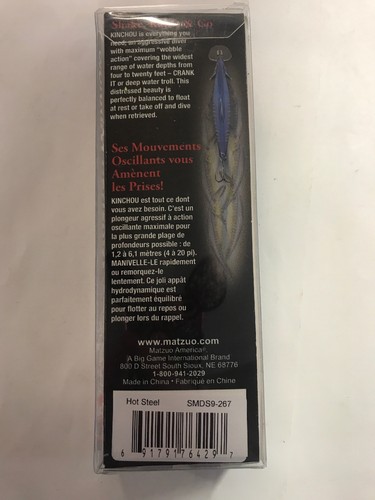 KINCHOU is everything you
need, an aggressive diver
with maximum "wobble
action" covering the widest
range of water depths from
four to twenty feet – CRANK
IT or deep water troll. This
distressed beauty is
perfectly balanced to float
at rest or take off and dive
when retrieved.
Ses Mouvements
Oscillants vous
Amènent
les Prises!
KINCHOU est tout ce dont
vous avez besoin. C'est un
plongeur agressif à action
oscillante maximale pour
la plus grande plage de
profondeurs possible : de
1,2 à 6,1 mètres (4 à 20 pi).
MANIVELLE-LE rapidement
ou remorquez-le
lentement. Ce joli appât
hydrodynamique est
parfaitement équilibré
pour flotter au repos ou
plonger lors du rappel.
www.matzuo.com
Matzuo America®.
A Big Game International Brand
800 D Street South Sioux, NE 68776
1-800-941-2029
Made in China • Fabriqué en Chine
Hot Steel SMDS9-267
6 91791 76429 7